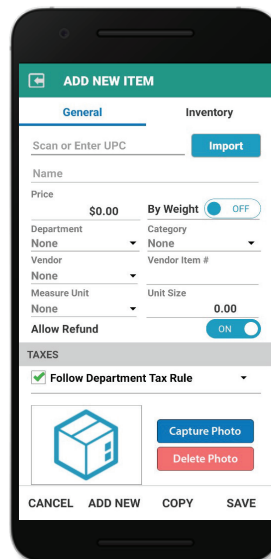 ADD NEW ITEM
General Inventory
Scan or Enter UPC Import
Name
Price
$0.00 By Weight OFF
Department Category
None None
Vendor Vendor Item #
None
Measure Unit Unit Size
None 0.00
Allow Refund ON
TAXES
Follow Department Tax Rule
Capture Photo
Delete Photo
CANCEL ADD NEW COPY SAVE